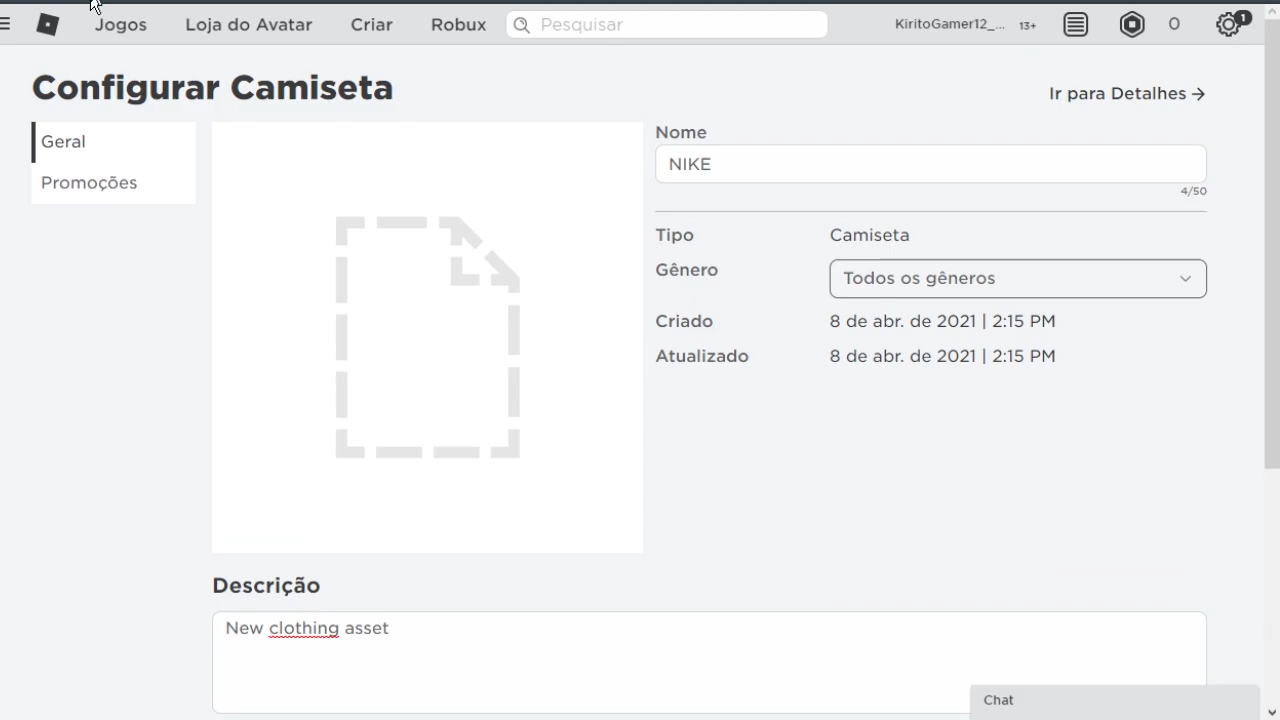 Jogos Loja do Avatar Criar Robux Pesquisar KiritoGamer12_... 13+ 0 1
Configurar Camiseta
Ir para Detalhes
Geral
Promoções
Nome
NIKE
4/50
Tipo Camiseta
Gênero Todos os gêneros
Criado 8 de abr. de 2021 | 2:15 PM
Atualizado 8 de abr. de 2021 | 2:15 PM
Descrição
New clothing asset
Chat